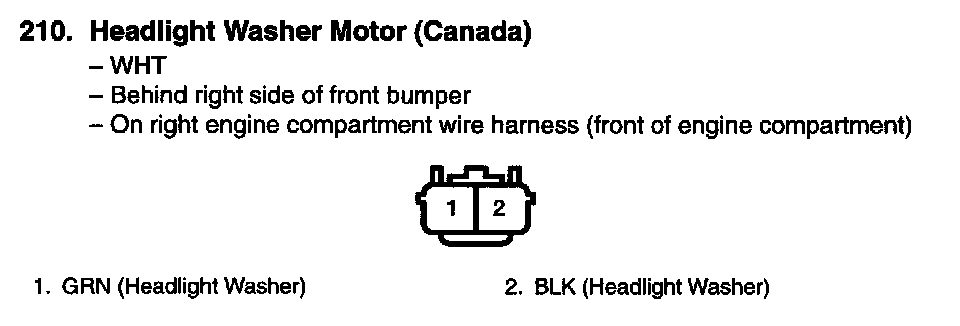 210. Headlight Washer Motor (Canada)
– WHT
– Behind right side of front bumper
– On right engine compartment wire harness (front of engine compartment)
1 2
1. GRN (Headlight Washer) 2. BLK (Headlight Washer)